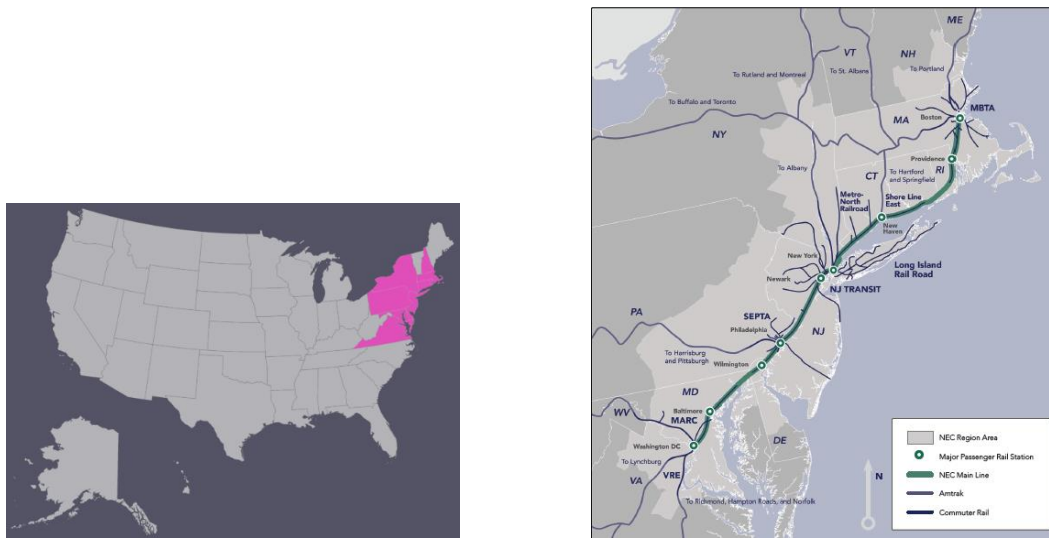 ME
VT
NH
To Portland
To St. Albans
To Rutland and Montreal
To Buffalo and Toronto
MBTA
Boston
MA
NY
Providence
RI
To Albany
CT
To Hartford
and Springfield
Metro-
North
Railroad
Shore Line
East
New
Haven
New York
Long Island
Rail Road
Newark
NJ TRANSIT
PA
SEPTA
Philadelphia
NJ
To Harrisburg
and Pittsburgh
Wilmington
MD
WV
Baltimore
MARC
DE
Washington DC
To Lynchburg
VA
VRE
To Richmond, Hampton Roads, and Norfolk
N
NEC Region Area
Major Passenger Rail Station
NEC Main Line
Amtrak
Commuter Rail